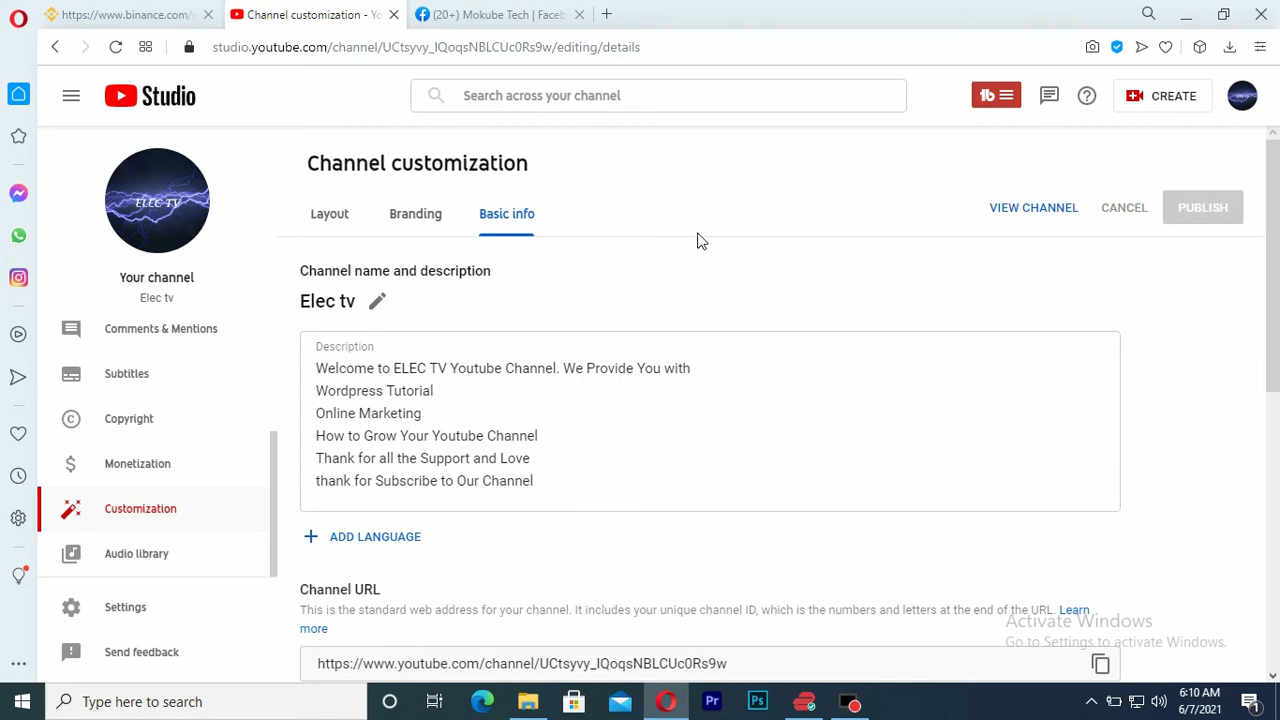 https://www.binance.com/e
Channel customization - Yo
(20+) Mokube Tech | Faceb
studio.youtube.com/channel/UCtsyvy_IQoqsNBLCUc0Rs9w/editing/details
Studio
Search across your channel
CREATE
ELEC TV
Your channel
Elec tv
Comments & Mentions
Subtitles
Copyright
Monetization
Customization
Audio library
Settings
Send feedback
Channel customization
Layout
Branding
Basic info
VIEW CHANNEL
CANCEL
PUBLISH
Channel name and description
Elec tv
Description
Welcome to ELEC TV Youtube Channel. We Provide You with
Wordpress Tutorial
Online Marketing
How to Grow Your Youtube Channel
Thank for all the Support and Love
thank for Subscribe to Our Channel
ADD LANGUAGE
Channel URL
This is the standard web address for your channel. It includes your unique channel ID, which is the numbers and letters at the end of the URL. Learn
more
https://www.youtube.com/channel/UCtsyvy_IQoqsNBLCUc0Rs9w
Activate Windows
Go to Settings to activate Windows.
Type here to search
Pr
Ps
6:10 AM
6/7/2021
1